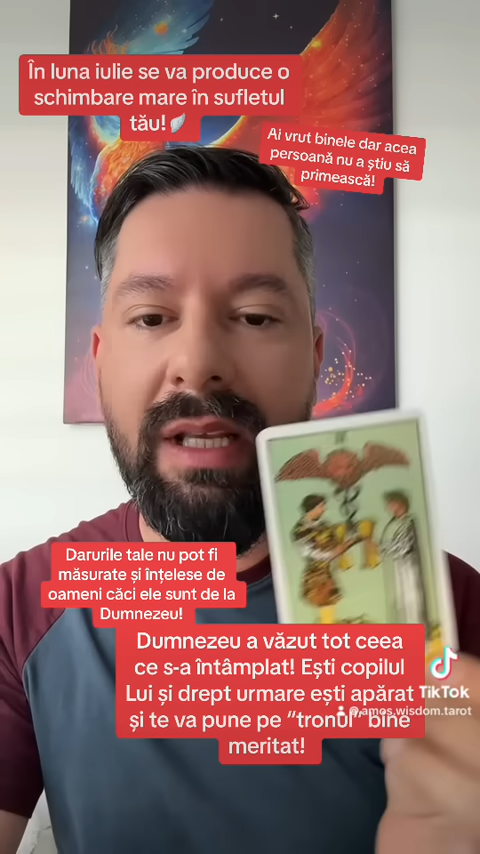 În luna iulie se va produce o
schimbare mare în sufletul
tău!
Ai vrut binele dar acea
persoană nu a știu să
primească!
II
Darurile tale nu pot fi
măsurate și înțelese de
oameni căci ele sunt de la
Dumnezeu!
Dumnezeu a văzut tot ceea
ce s-a întâmplat! Ești copilul
Lui și drept urmare ești apărat
și te va pune pe “tronul” bine
meritat!
TikTok
@amos.wisdom.tarot